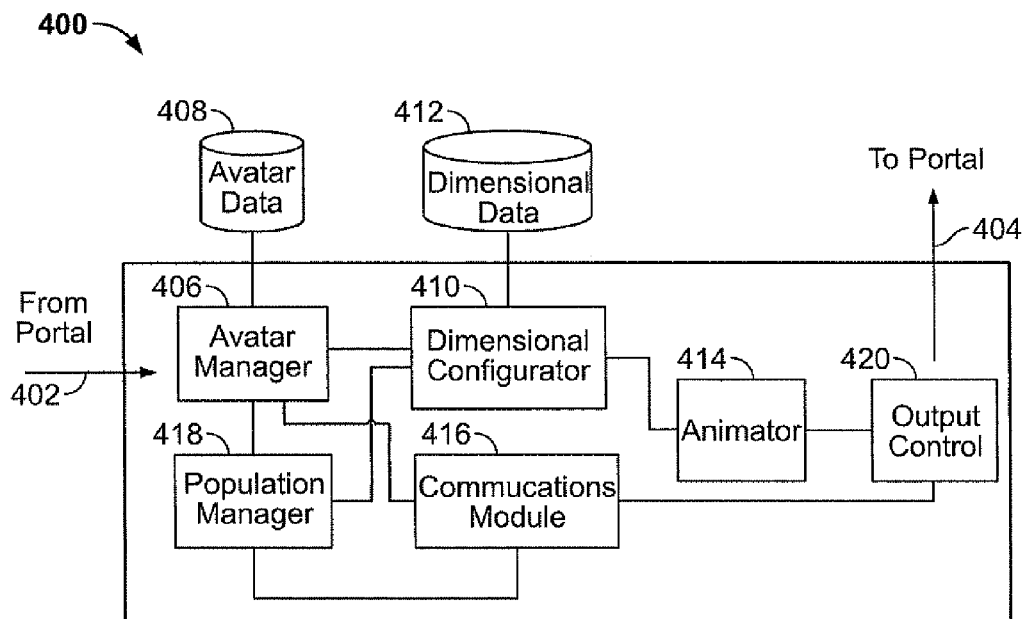 400
408
Avatar
Data
412
Dimensional
Data
To Portal
404
From
Portal
402
406
Avatar
Manager
410
Dimensional
Configurator
414
Animator
420
Output
Control
418
Population
Manager
416
Commucations
Module